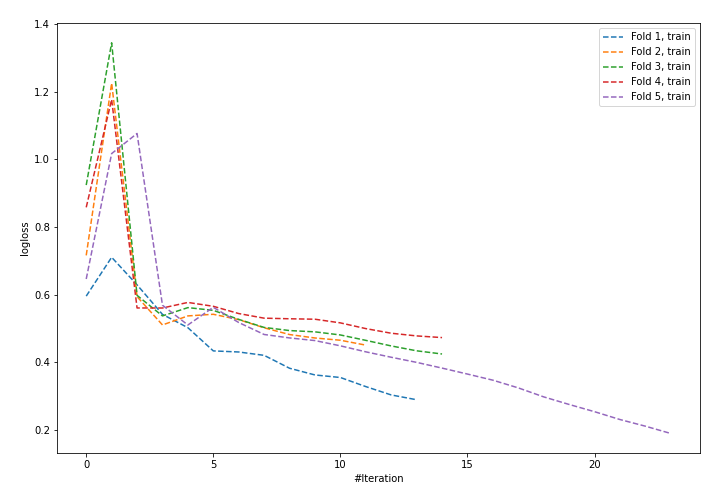 1.4
1.2
1.0
0.8
0.6
0.4
0.2
logloss
0
5
10
15
20
#Iteration
Fold 1, train
Fold 2, train
Fold 3, train
Fold 4, train
Fold 5, train